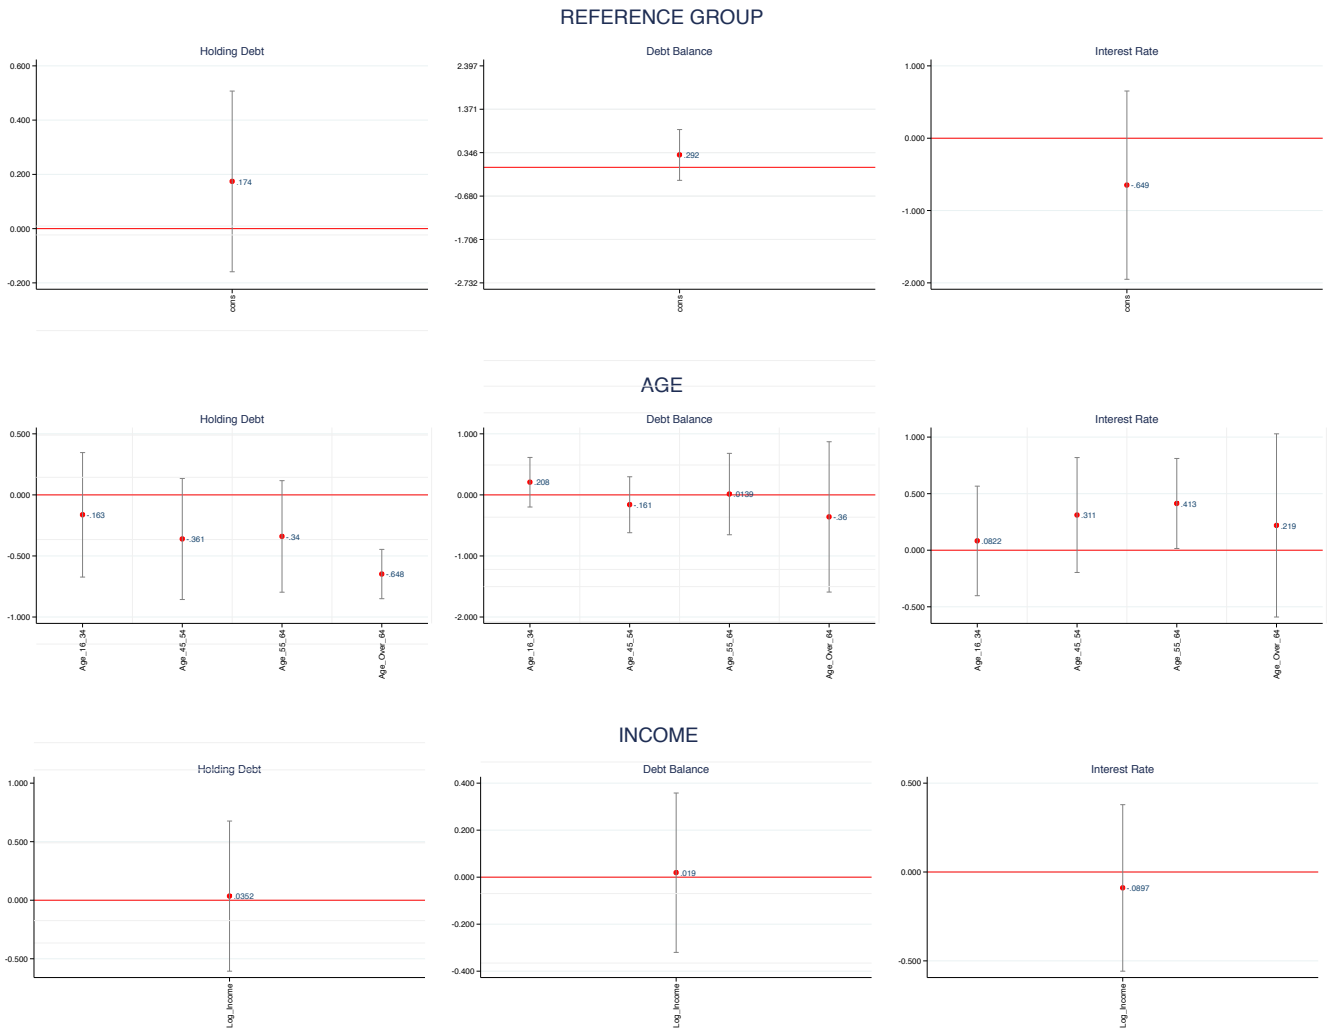 REFERENCE GROUP
Holding Debt
0.600
0.400
0.200
0.000
-0.200
.174
cons
Debt Balance
2.397
1.371
0.346
-0.680
-1.706
-2.732
.292
cons
Interest Rate
1.000
0.000
-1.000
-2.000
-.649
cons
AGE
Holding Debt
0.500
0.000
-0.500
-1.000
-.163
-.361
-.34
-.648
Age_16_34
Age_45_54
Age_55_64
Age_Over_64
Debt Balance
1.000
0.000
-1.000
-2.000
.208
-.161
.0139
-.36
Age_16_34
Age_45_54
Age_55_64
Age_Over_64
Interest Rate
1.000
0.500
0.000
-0.500
.0822
.311
.413
.219
Age_16_34
Age_45_54
Age_55_64
Age_Over_64
INCOME
Holding Debt
1.000
0.500
0.000
-0.500
.0352
Log_Income
Debt Balance
0.400
0.200
0.000
-0.200
-0.400
.019
Log_Income
Interest Rate
0.500
0.000
-0.500
-.0897
Log_Income